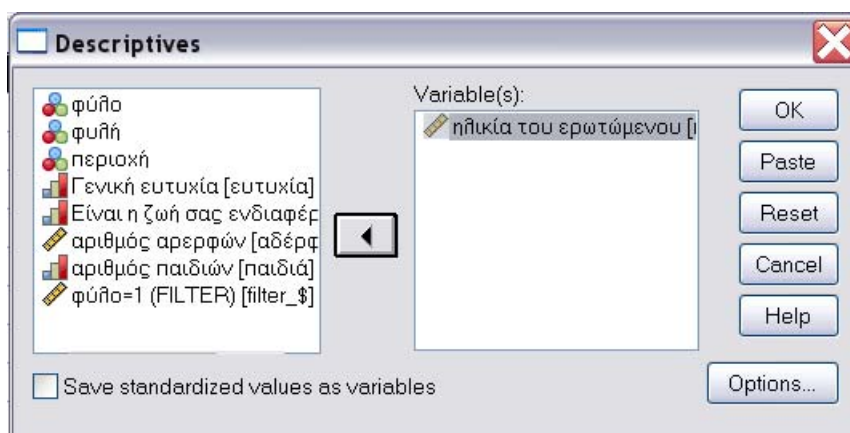 Descriptives
φύλο
φυλή
περιοχή
Γενική ευτυχία [ευτυχία]
Είναι η ζωή σας ενδιαφέρ
αριθμός αρερφών [αδέρφ
αριθμός παιδιών [παιδιά]
φύλο=1 (FILTER) [filter_$]
Variable(s):
ηλικία του ερωτώμενου [
OK
Paste
Reset
Cancel
Help
Save standardized values as variables
Options...